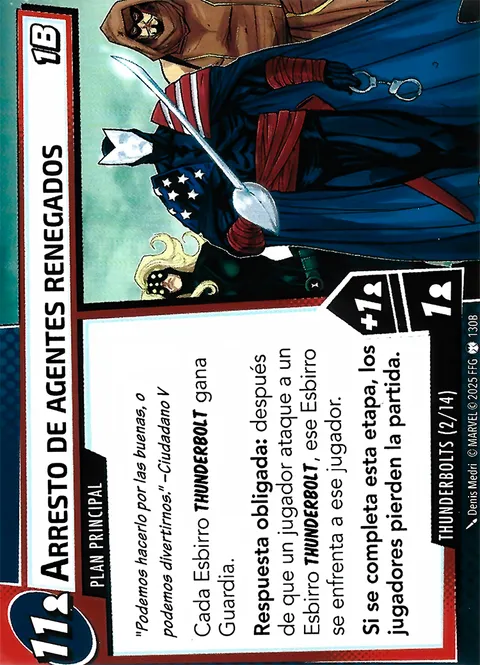 11
ARRESTO DE AGENTES RENEGADOS
1B
PLAN PRINCIPAL
"Podemos hacerlo por las buenas, o
podemos divertirnos." –Ciudadano V
Cada Esbirro THUNDERBOLT gana
Guardia.
Respuesta obligada: después
de que un jugador ataque a un
Esbirro THUNDERBOLT, ese Esbirro
se enfrenta a ese jugador.
Si se completa esta etapa, los
jugadores pierden la partida.
+1
1
THUNDERBOLTS (2/14)
Denis Medri © MARVEL © 2025 FFG 130B